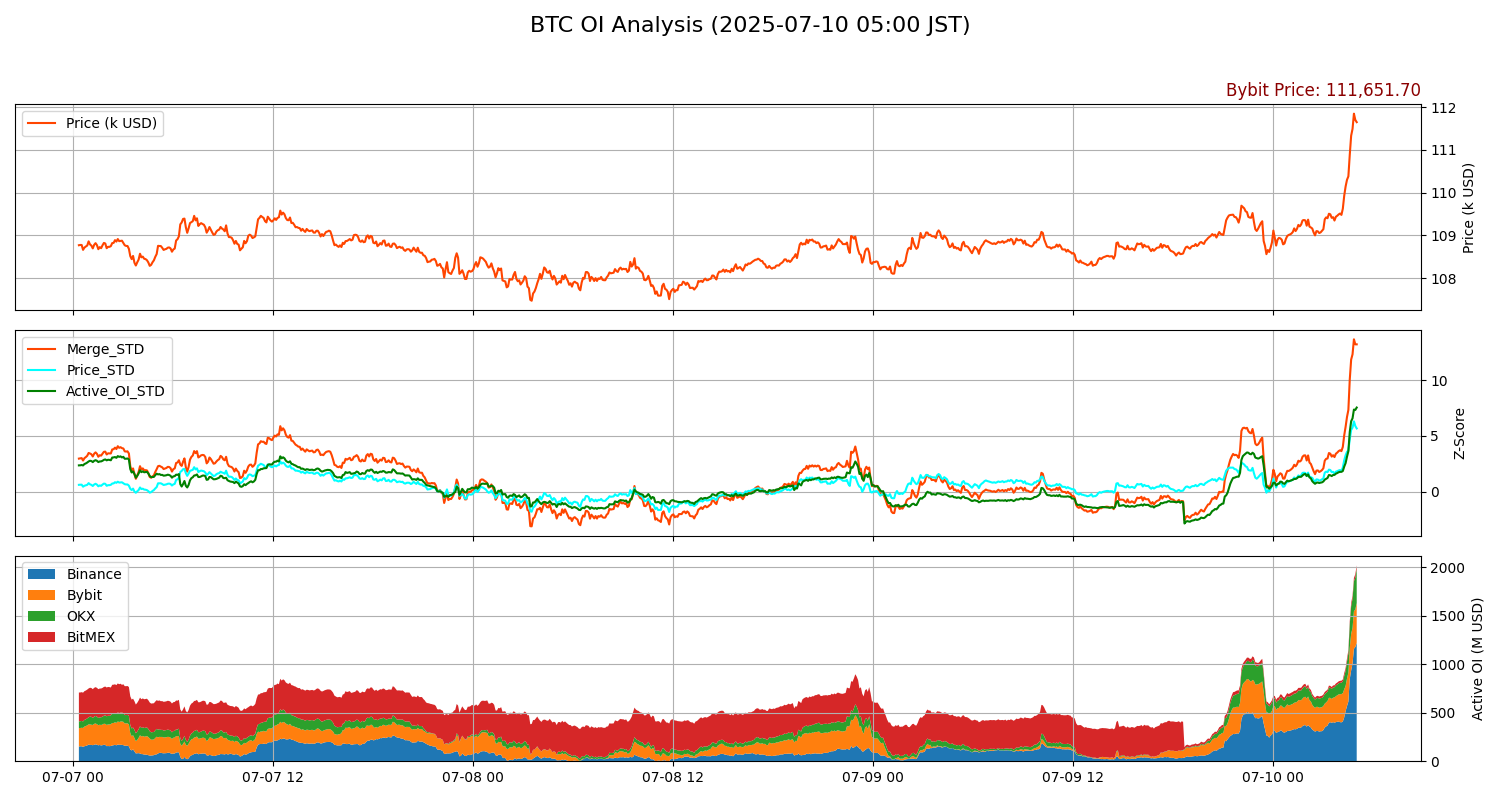 BTC OI Analysis (2025-07-10 05:00 JST)
Bybit Price: 111,651.70
Price (k USD)
112
111
110
109
108
Price (k USD)
Merge_STD
Price_STD
Active_OI_STD
10
5
0
Z-Score
Binance
Bybit
OKX
BitMEX
2000
1500
1000
500
0
Active OI (M USD)
07-07 00 07-07 12 07-08 00 07-08 12 07-09 00 07-09 12 07-10 00